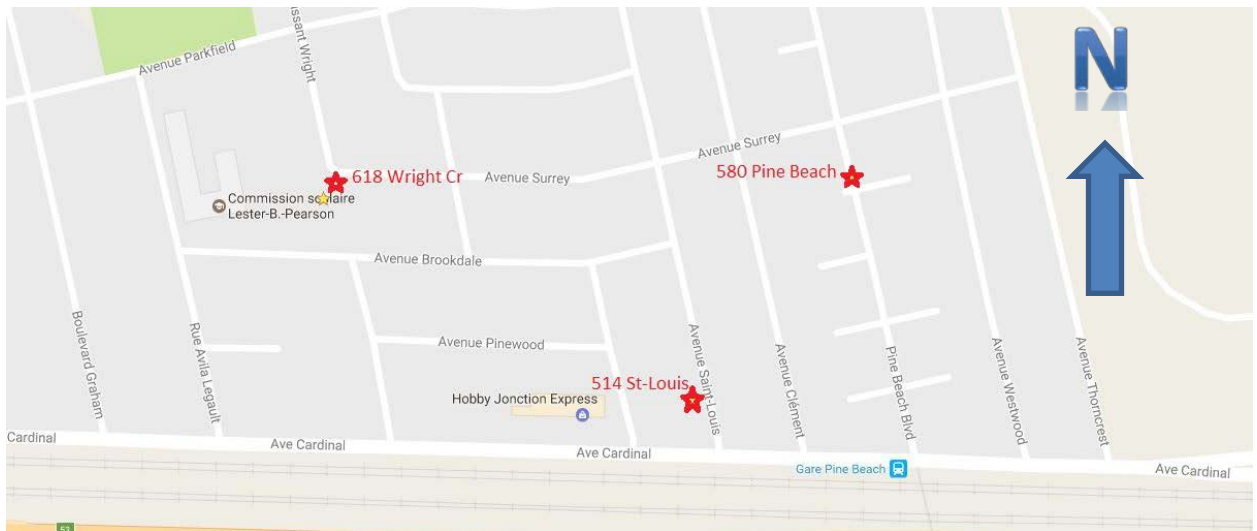 issant Wright
Avenue Parkfield
N
Avenue Surrey
618 Wright Cr
Avenue Surrey
580 Pine Beach
Commission scolaire
Lester-B.-Pearson
Avenue Brookdale
Boulevard Graham
Rue Avila Legault
Avenue Pinewood
Avenue Saint-Louis
Avenue Clément
Pine Beach Blvd
Avenue Westwood
Avenue Thorncrest
514 St-Louis
Hobby Jonction Express
Cardinal
Ave Cardinal
Ave Cardinal
Gare Pine Beach
Ave Cardinal